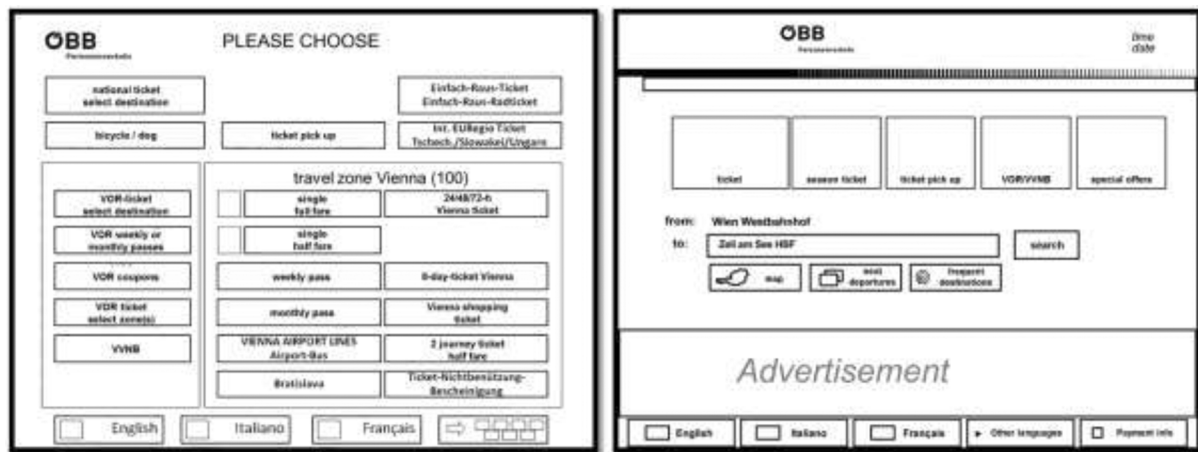 ÖBB
Personenverkehr
PLEASE CHOOSE
national ticket
select destination
Einfach-Raus-Ticket
Einfach-Raus-Radticket
bicycle / dog
ticket pick up
Int. EURegio Ticket
Tschech./Slowakei/Ungarn
travel zone Vienna (100)
VOR-ticket
select destination
single
full fare
24/48/72-h
Vienna ticket
VOR weekly or
monthly passes
single
half fare
VOR coupons
weekly pass
8-day-ticket Vienna
VOR ticket
select zone(s)
monthly pass
Vienna shopping
ticket
VVNB
VIENNA AIRPORT LINES
Airport-Bus
2 journey ticket
half fare
Bratislava
Ticket-Nichtbenützung-
Bescheinigung
English
Italiano
Français
ÖBB
Personenverkehr
time
date
ticket
season ticket
ticket pick up
VOR/VVNB
special offers
from: Wien Westbahnhof
to: Zell am See HBF
search
map
next
departures
frequent
destinations
Advertisement
English
Italiano
Français
Other languages
Payment info